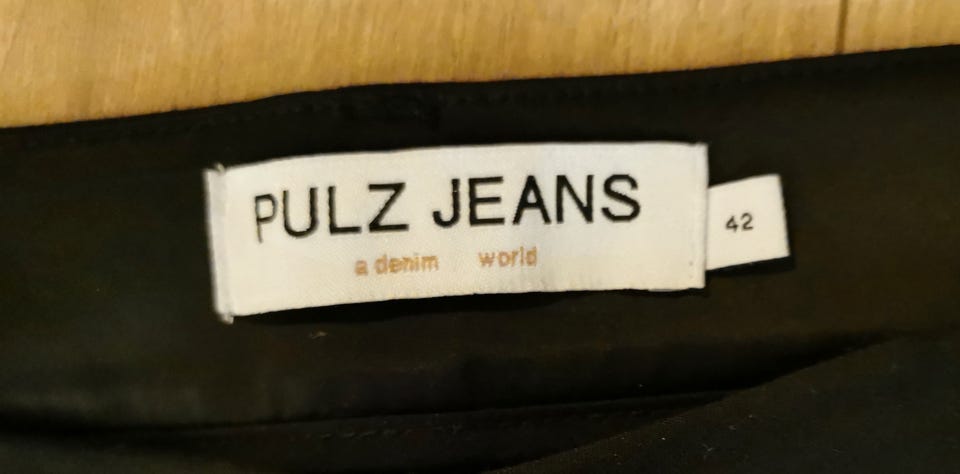 PULZ JEANS
a denim world
42